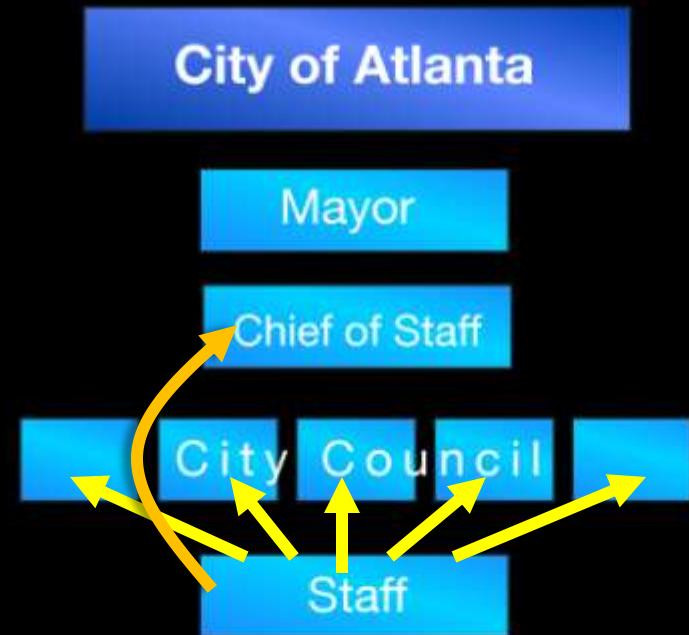 City of Atlanta
Mayor
Chief of Staff
City Council
Staff